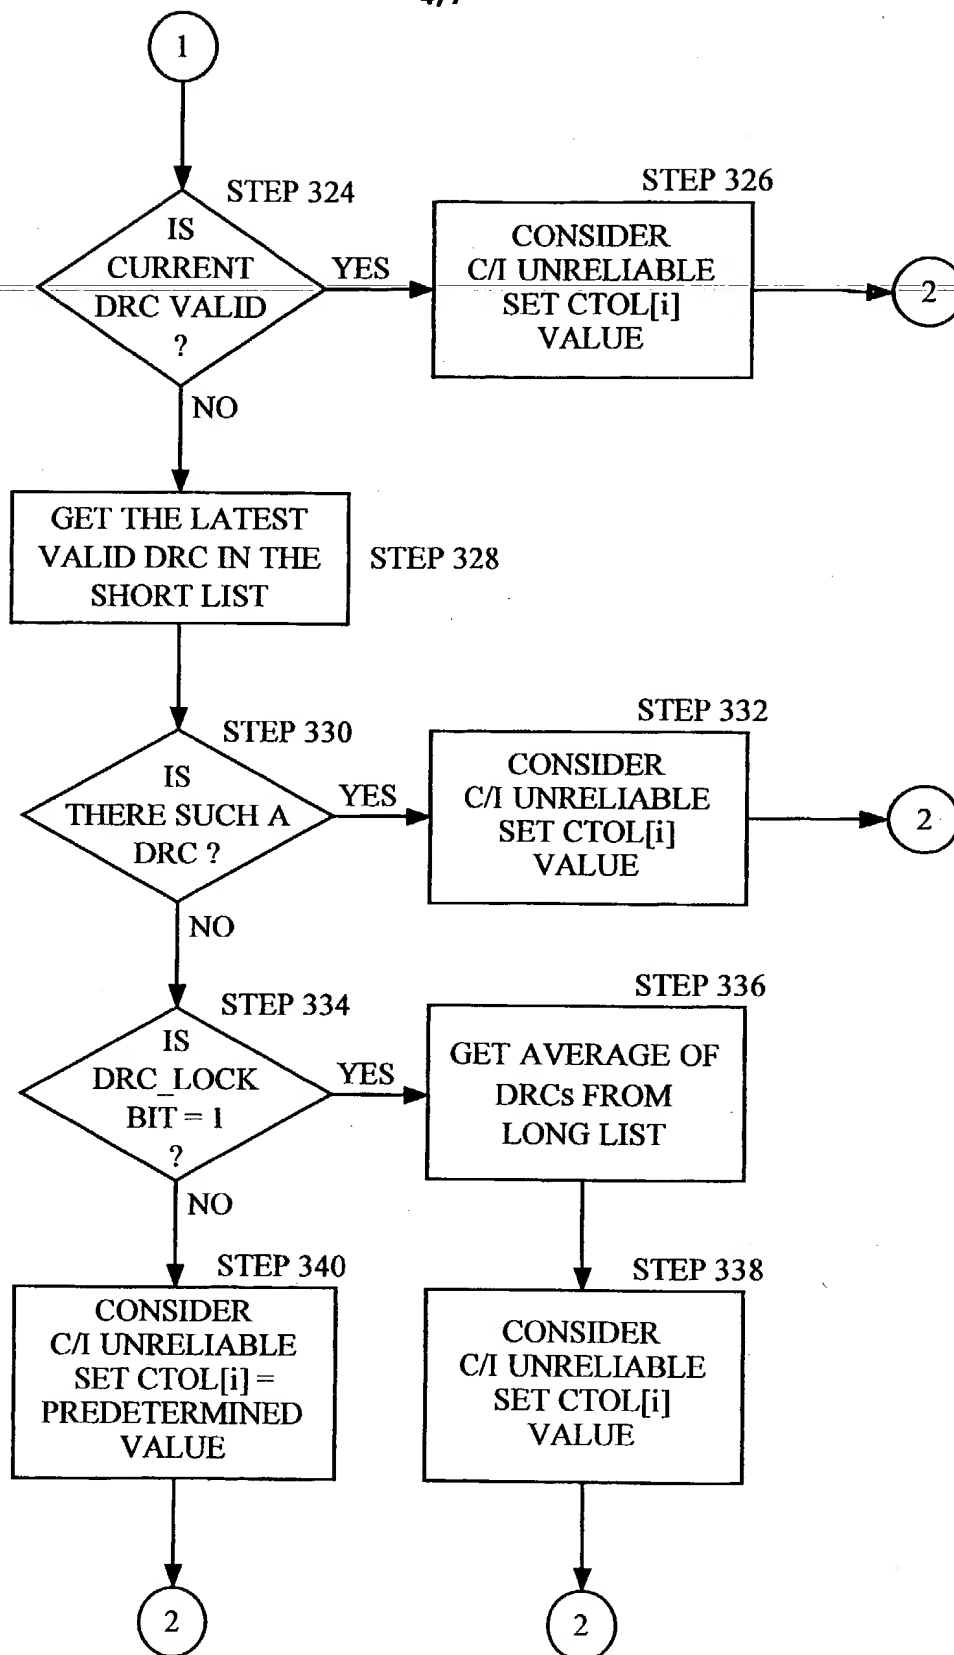 4/7
1
STEP 324
IS
CURRENT
DRC VALID
?
YES
STEP 326
CONSIDER
C/I UNRELIABLE
SET CTOL[i]
VALUE
2
NO
GET THE LATEST
VALID DRC IN THE
SHORT LIST
STEP 328
STEP 330
IS
THERE SUCH A
DRC ?
YES
STEP 332
CONSIDER
C/I UNRELIABLE
SET CTOL[i]
VALUE
2
NO
STEP 334
IS
DRC_LOCK
BIT = 1
?
YES
STEP 336
GET AVERAGE OF
DRCs FROM
LONG LIST
NO
STEP 340
CONSIDER
C/I UNRELIABLE
SET CTOL[i] =
PREDETERMINED
VALUE
STEP 338
CONSIDER
C/I UNRELIABLE
SET CTOL[i]
VALUE
2
2